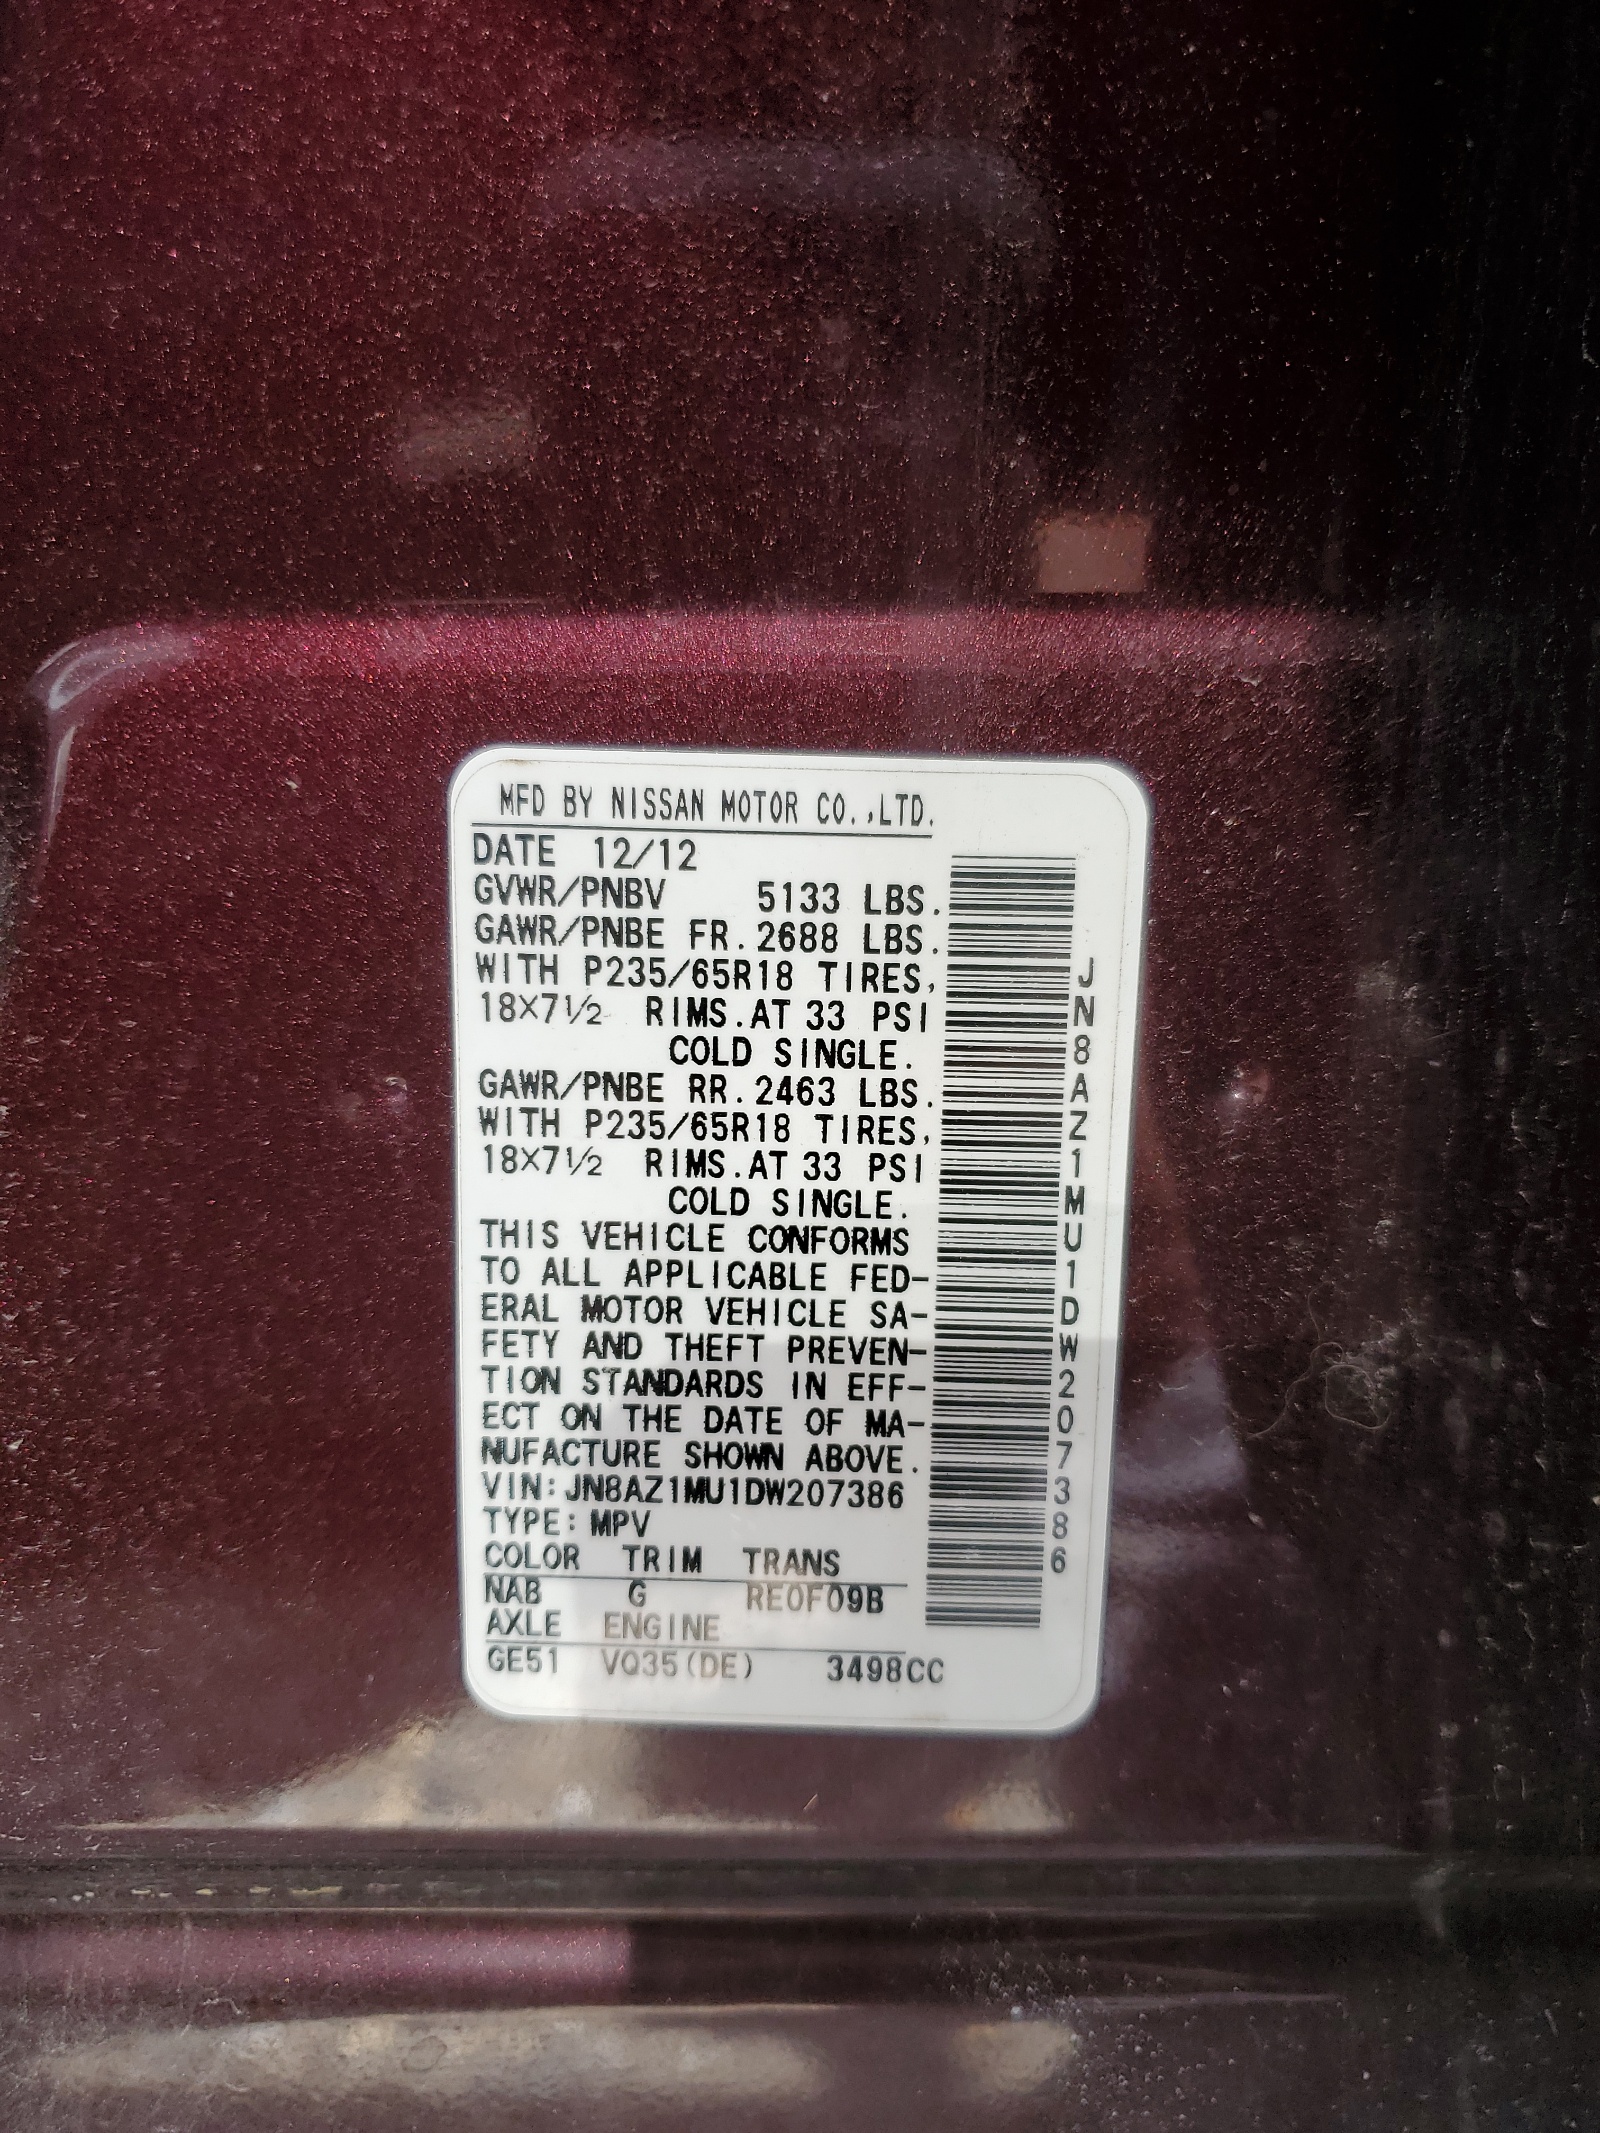 MFD BY NISSAN MOTOR CO.,LTD.
DATE 12/12
GVWR/PNBV 5133 LBS.
GAWR/PNBE FR.2688 LBS.
WITH P235/65R18 TIRES,
18X7½ RIMS.AT 33 PSI
COLD SINGLE.
GAWR/PNBE RR.2463 LBS.
WITH P235/65R18 TIRES,
18X7½ RIMS.AT 33 PSI
COLD SINGLE.
THIS VEHICLE CONFORMS
TO ALL APPLICABLE FED-
ERAL MOTOR VEHICLE SA-
FETY AND THEFT PREVEN-
TION STANDARDS IN EFF-
ECT ON THE DATE OF MA-
NUFACTURE SHOWN ABOVE.
VIN:JN8AZ1MU1DW207386
TYPE:MPV
COLOR TRIM TRANS
NAB G RE0F09B
AXLE ENGINE
GE51 VQ35(DE) 3498CC
JN8AZ1MU1DW207386